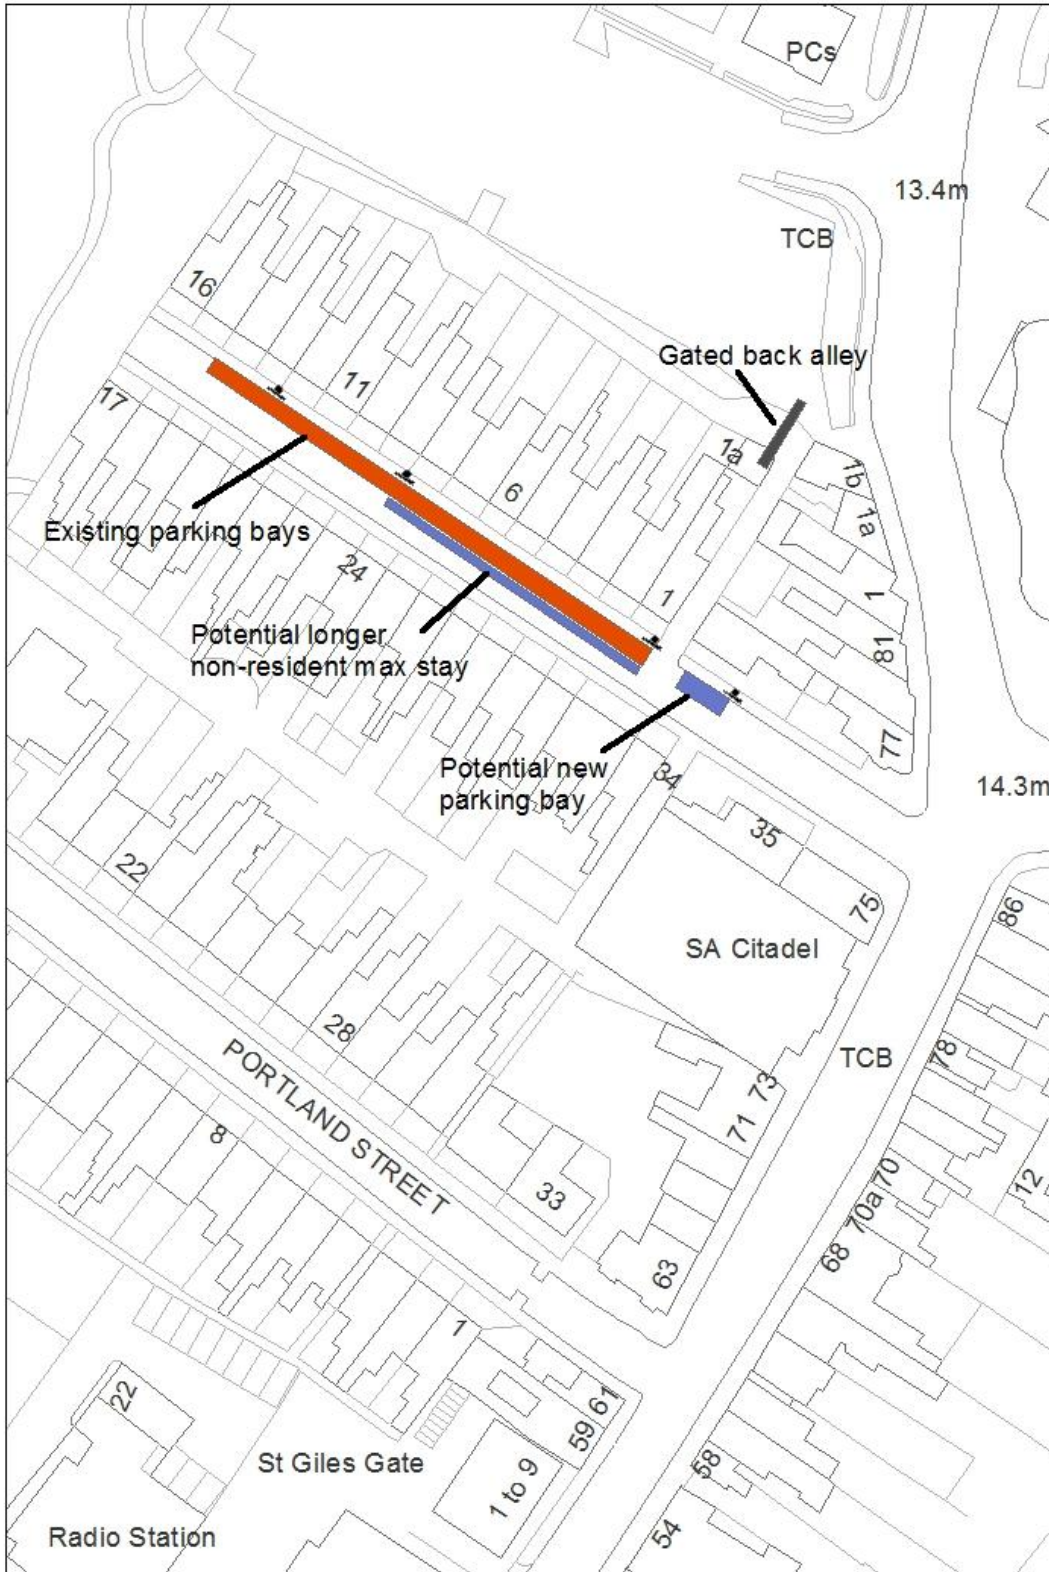 PCs
13.4m
TCB
16
Gated back alley
11
17
1a
1b
6
1a
Existing parking bays
24
1
1
Potential longer
non-resident max stay
81
77
Potential new
parking bay
34
14.3m
35
22
75
86
SA Citadel
28
PORTLAND STREET
TCB
78
73
71
8
70
12
33
70a
68
63
1
22
61
59
St Giles Gate
58
1 to 9
Radio Station
54